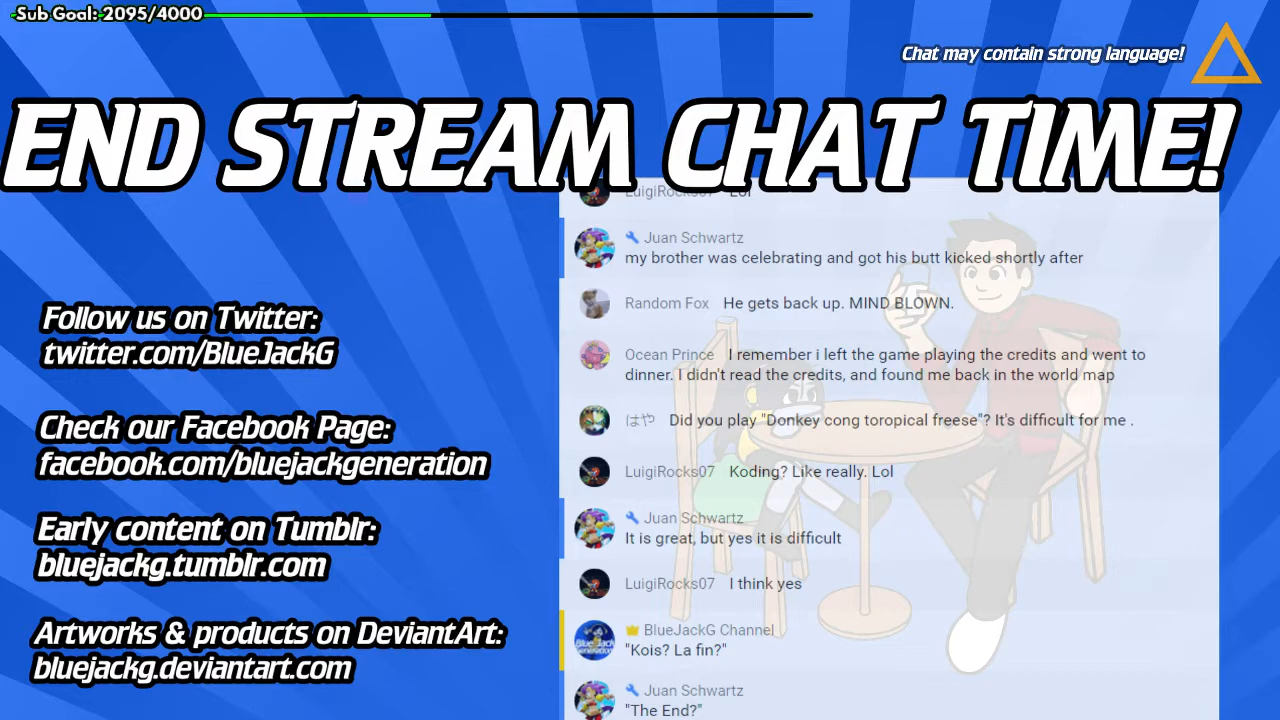 Sub Goal: 2095/4000
Chat may contain strong language!
END STREAM CHAT TIME!
LuigiRocks07 Lol
Juan Schwartz
my brother was celebrating and got his butt kicked shortly after
Random Fox He gets back up. MIND BLOWN.
Ocean Prince I remember i left the game playing the credits and went to
dinner. I didn't read the credits, and found me back in the world map
はや Did you play "Donkey cong toropical freese"? It's difficult for me .
LuigiRocks07 Koding? Like really. Lol
Juan Schwartz
It is great, but yes it is difficult
LuigiRocks07 I think yes
BlueJackG Channel
"Kois? La fin?"
Juan Schwartz
"The End?"
Follow us on Twitter:
twitter.com/BlueJackG
Check our Facebook Page:
facebook.com/bluejackgeneration
Early content on Tumblr:
bluejackg.tumblr.com
Artworks & products on DeviantArt:
bluejackg.deviantart.com